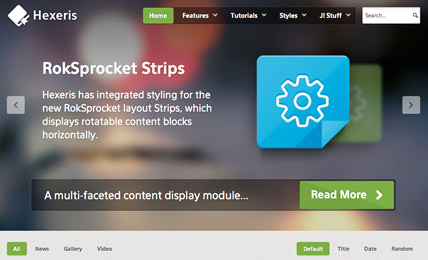 Hexeris
Home Features Tutorials Styles J! Stuff Search...
RokSprocket Strips
Hexeris has integrated styling for the
new RokSprocket layout Strips, which
displays rotatable content blocks
horizontally.
A multi-faceted content display module... Read More
All News Gallery Video Default Title Date Random